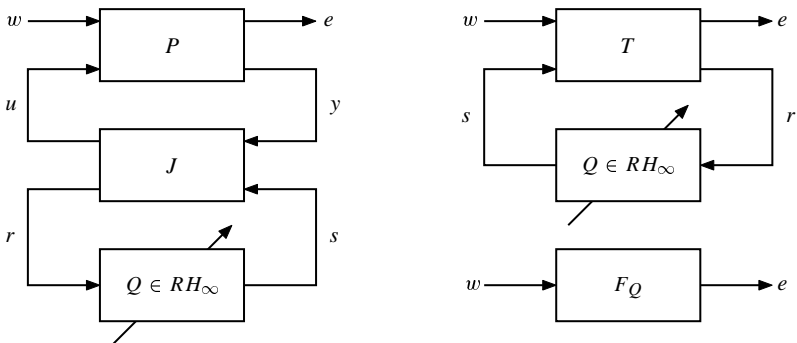 w P e w T e
u y s r
J Q ∈ RH∞
r s
Q ∈ RH∞ w F_Q e